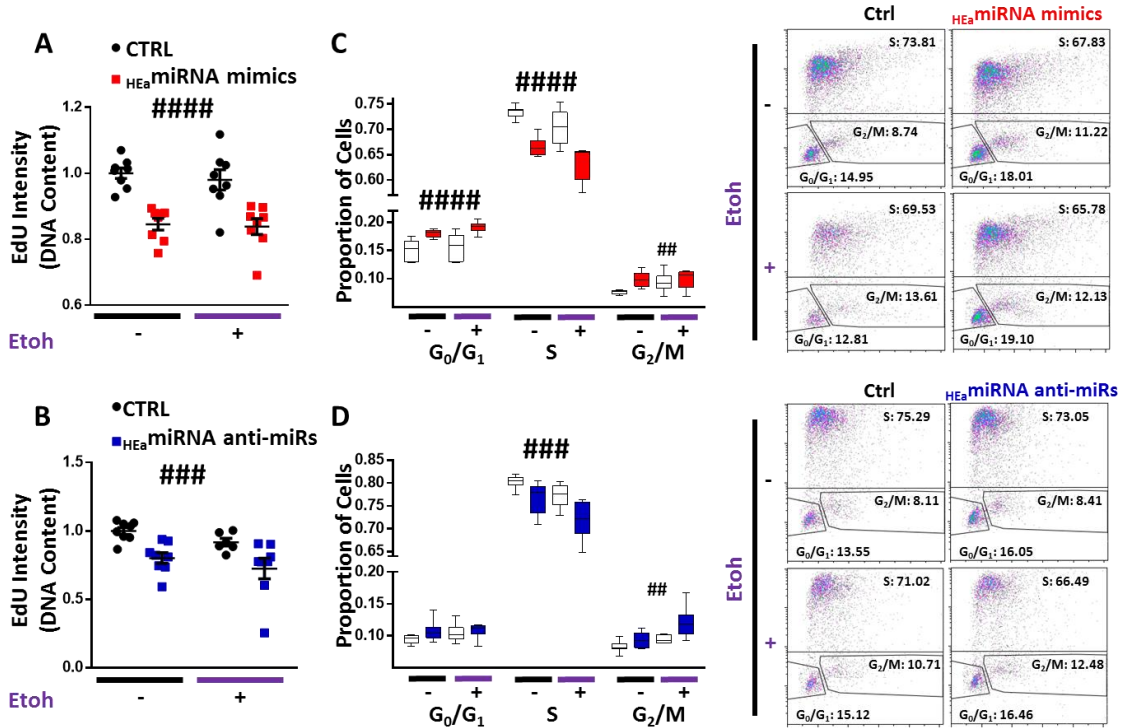 A
CTRL
HEamiRNA mimics
####
EdU Intensity
(DNA Content)
1.2
1.0
0.8
0.6
Etoh
-
+
C
####
####
##
Proportion of Cells
0.75
0.70
0.65
0.60
0.20
0.15
0.10
-
+
-
+
-
+
G0/G1
S
G2/M
Ctrl
HEamiRNA mimics
Etoh
-
S: 73.81
G2/M: 8.74
G0/G1: 14.95
S: 67.83
G2/M: 11.22
G0/G1: 18.01
+
S: 69.53
G2/M: 13.61
G0/G1: 12.81
S: 65.78
G2/M: 12.13
G0/G1: 19.10
B
CTRL
HEamiRNA anti-miRs
###
EdU Intensity
(DNA Content)
1.5
1.0
0.5
0.0
Etoh
-
+
D
###
##
Proportion of Cells
0.85
0.80
0.75
0.70
0.65
0.20
0.15
0.10
-
+
-
+
-
+
G0/G1
S
G2/M
Ctrl
HEamiRNA anti-miRs
Etoh
-
S: 75.29
G2/M: 8.11
G0/G1: 13.55
S: 73.05
G2/M: 8.41
G0/G1: 16.05
+
S: 71.02
G2/M: 10.71
G0/G1: 15.12
S: 66.49
G2/M: 12.48
G0/G1: 16.46